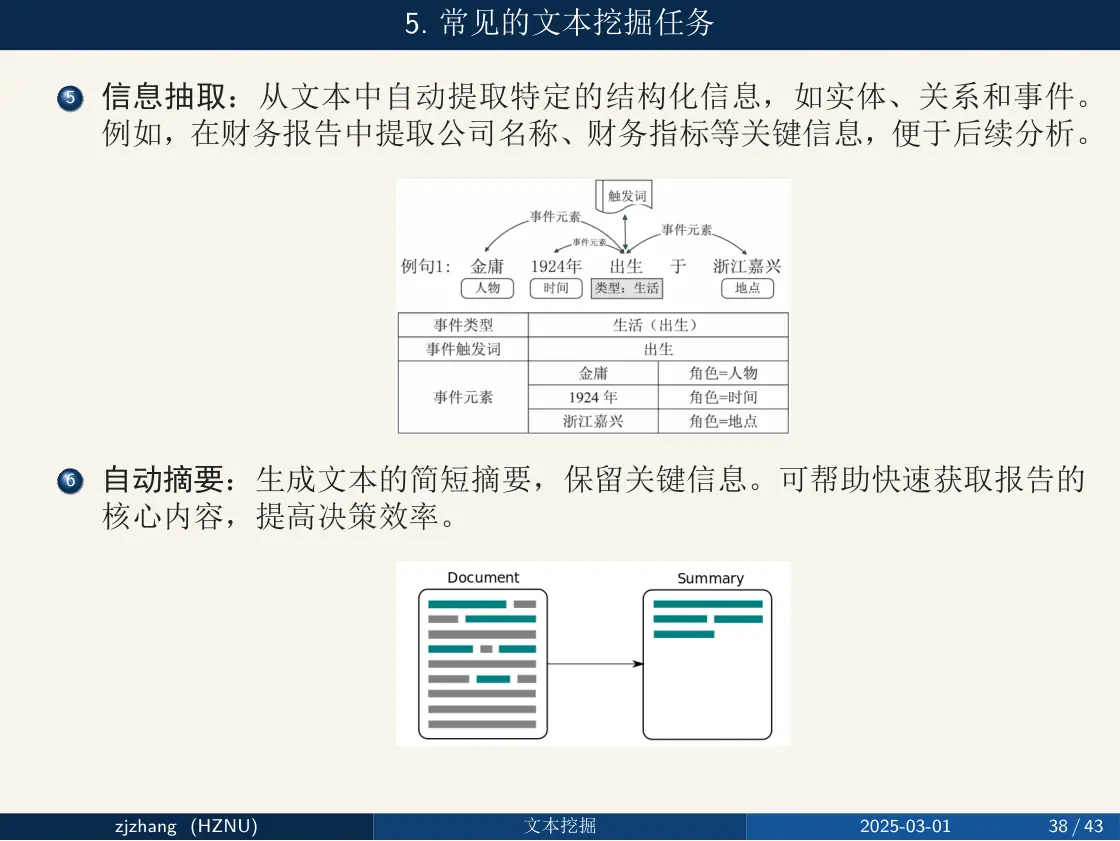 5. 常见的文本挖掘任务
5 信息抽取：从文本中自动提取特定的结构化信息，如实体、关系和事件。
例如，在财务报告中提取公司名称、财务指标等关键信息，便于后续分析。
触发词
事件元素
事件元素
事件元素
例句1： 金庸 1924年 出生 于 浙江嘉兴
人物 时间 类型：生活 地点
事件类型 生活（出生）
事件触发词 出生
事件元素 金庸 角色=人物
1924 年 角色=时间
浙江嘉兴 角色=地点
6 自动摘要：生成文本的简短摘要，保留关键信息。可帮助快速获取报告的
核心内容，提高决策效率。
Document Summary
zjzhang (HZNU) 文本挖掘 2025-03-01 38 / 43